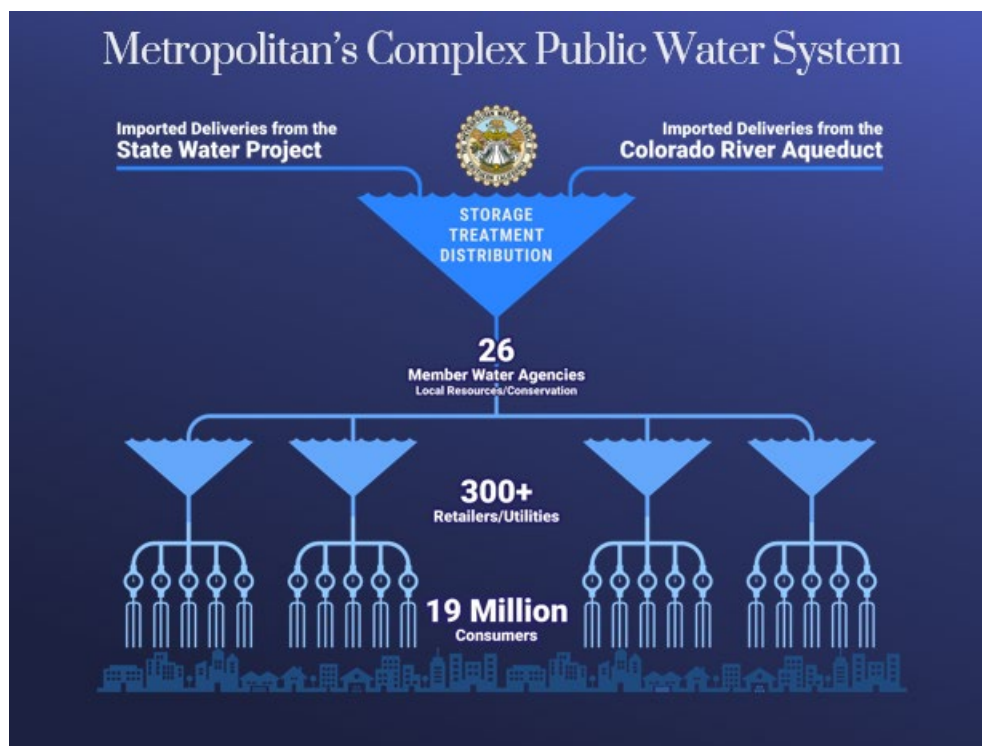 Metropolitan's Complex Public Water System
Imported Deliveries from the
State Water Project
Imported Deliveries from the
Colorado River Aqueduct
STORAGE
TREATMENT
DISTRIBUTION
26
Member Water Agencies
Local Resources/Conservation
300+
Retailers/Utilities
19 Million
Consumers